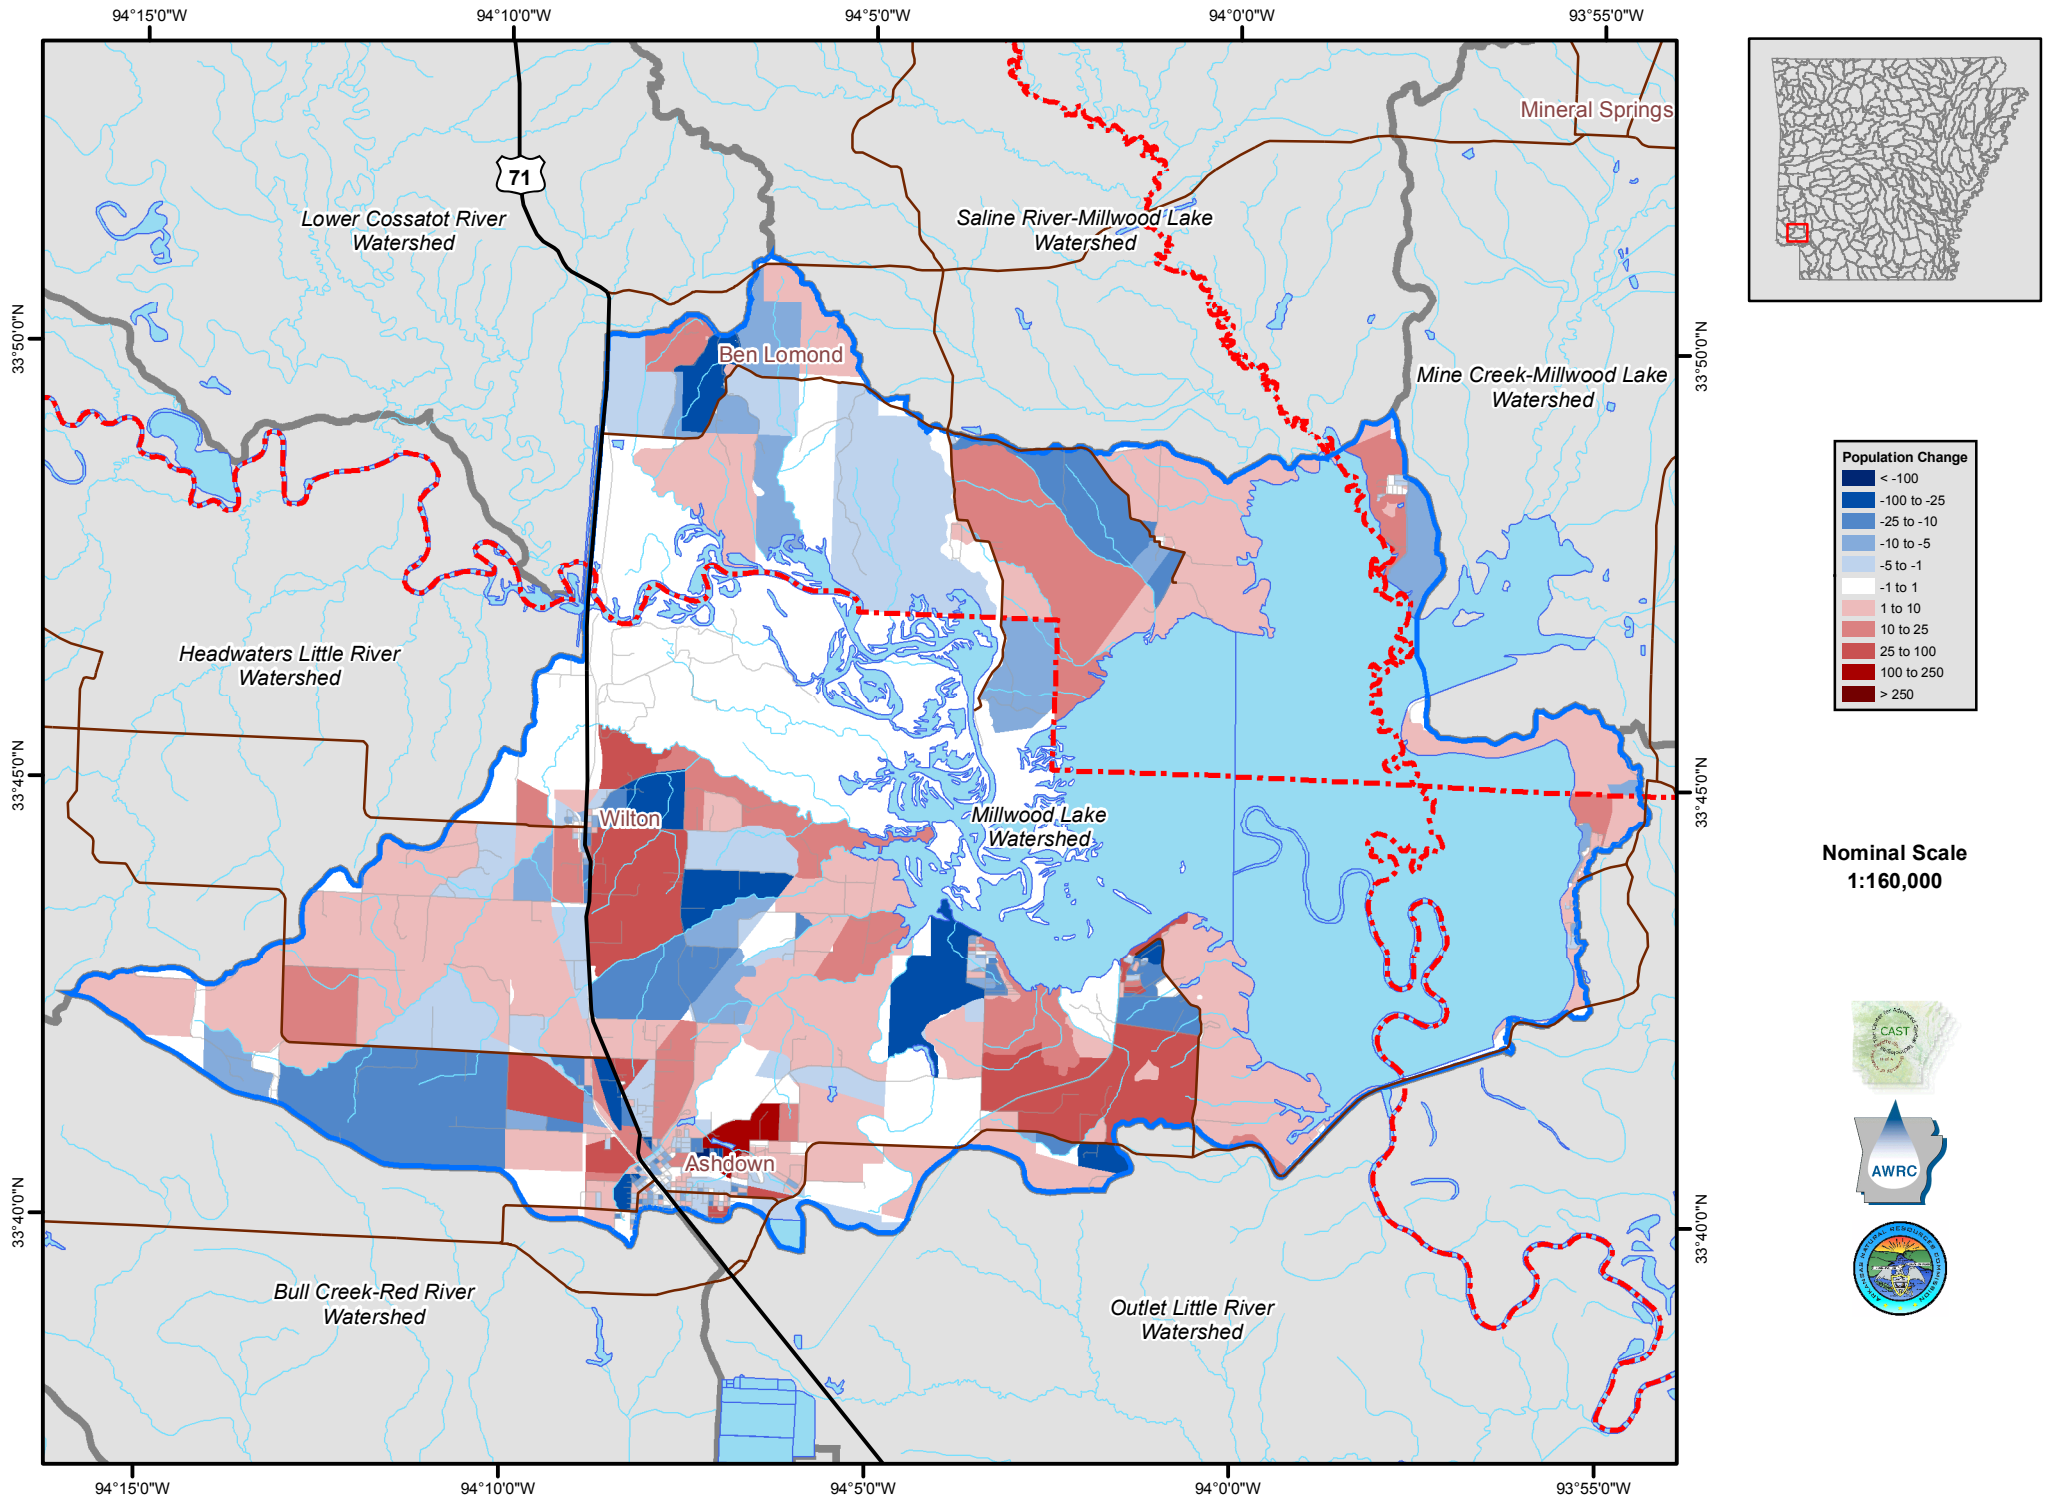 94°15'0"W
94°10'0"W
94°5'0"W
94°0'0"W
93°55'0"W
Mineral Springs
71
Lower Cossatot River
Watershed
Saline River-Millwood Lake
Watershed
33°50'0"N
33°50'0"N
Ben Lomond
Mine Creek-Millwood Lake
Watershed
Population Change
< -100
-100 to -25
-25 to -10
-10 to -5
-5 to -1
-1 to 1
1 to 10
10 to 25
25 to 100
100 to 250
> 250
Headwaters Little River
Watershed
33°45'0"N
33°45'0"N
Wilton
Millwood Lake
Watershed
Nominal Scale
1:160,000
CAST
AWRC
Ashdown
33°40'0"N
33°40'0"N
ARKANSAS NATURAL RESOURCES COMMISSION
Bull Creek-Red River
Watershed
Outlet Little River
Watershed
94°15'0"W
94°10'0"W
94°5'0"W
94°0'0"W
93°55'0"W